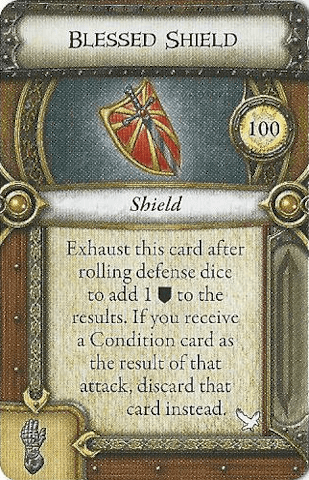 Blessed Shield
100
Shield
Exhaust this card after
rolling defense dice
to add 1 to the
results. If you receive
a Condition card as
the result of that
attack, discard that
card instead.